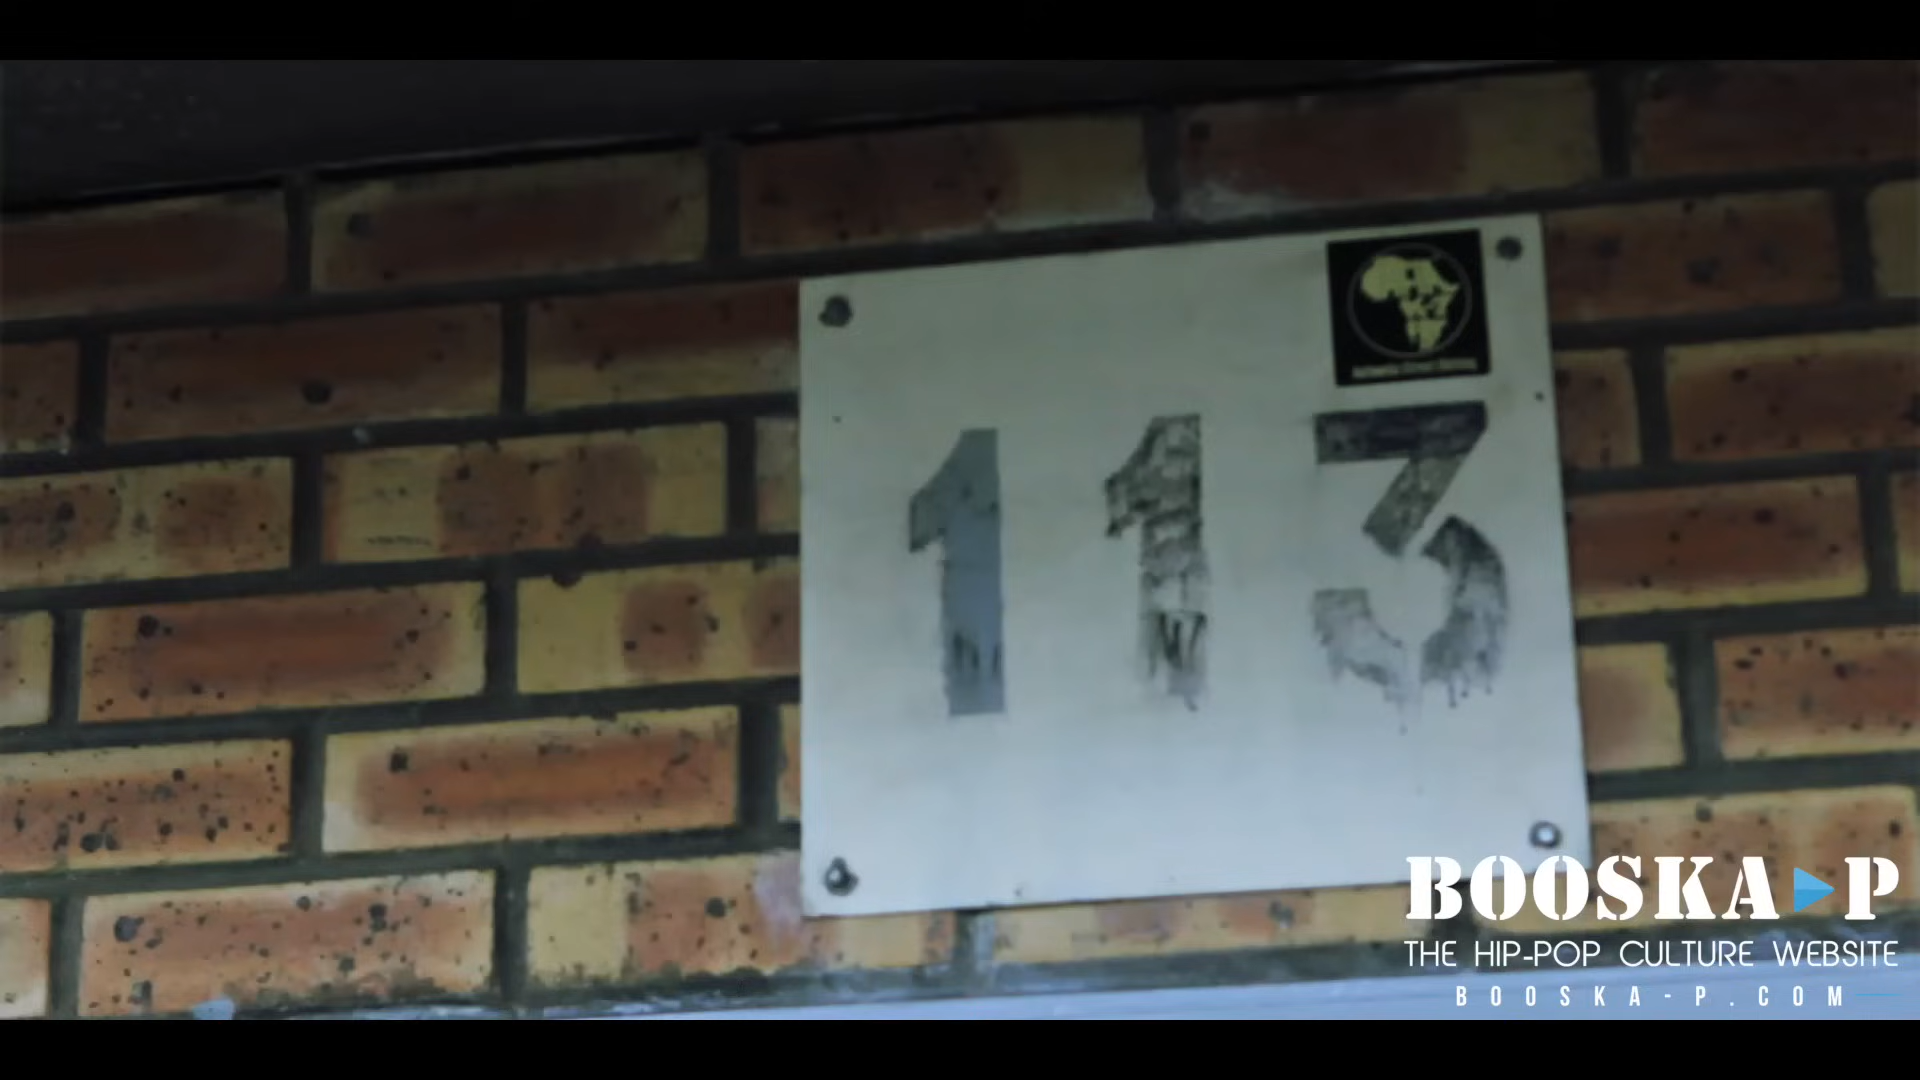 113
BOOSKA-P
THE HIP-POP CULTURE WEBSITE
BOOSKA-P.COM